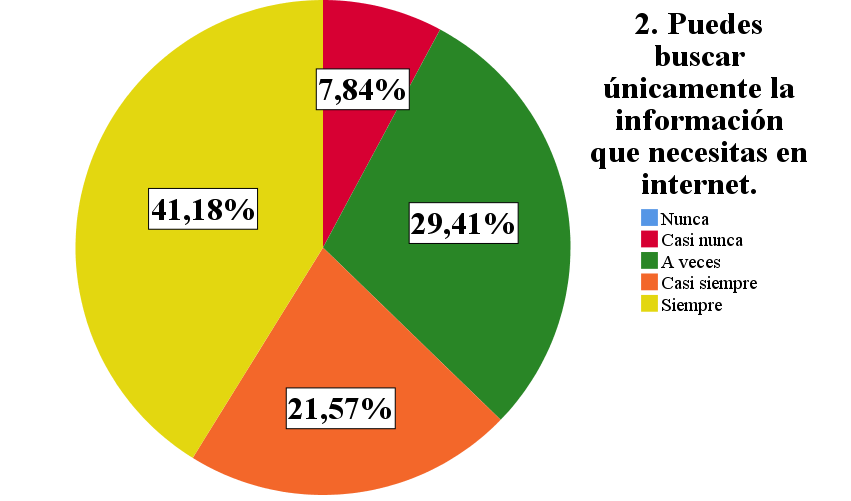 2. Puedes
buscar
únicamente la
información
que necesitas en
internet.
Nunca
Casi nunca
A veces
Casi siempre
Siempre
7,84%
29,41%
21,57%
41,18%